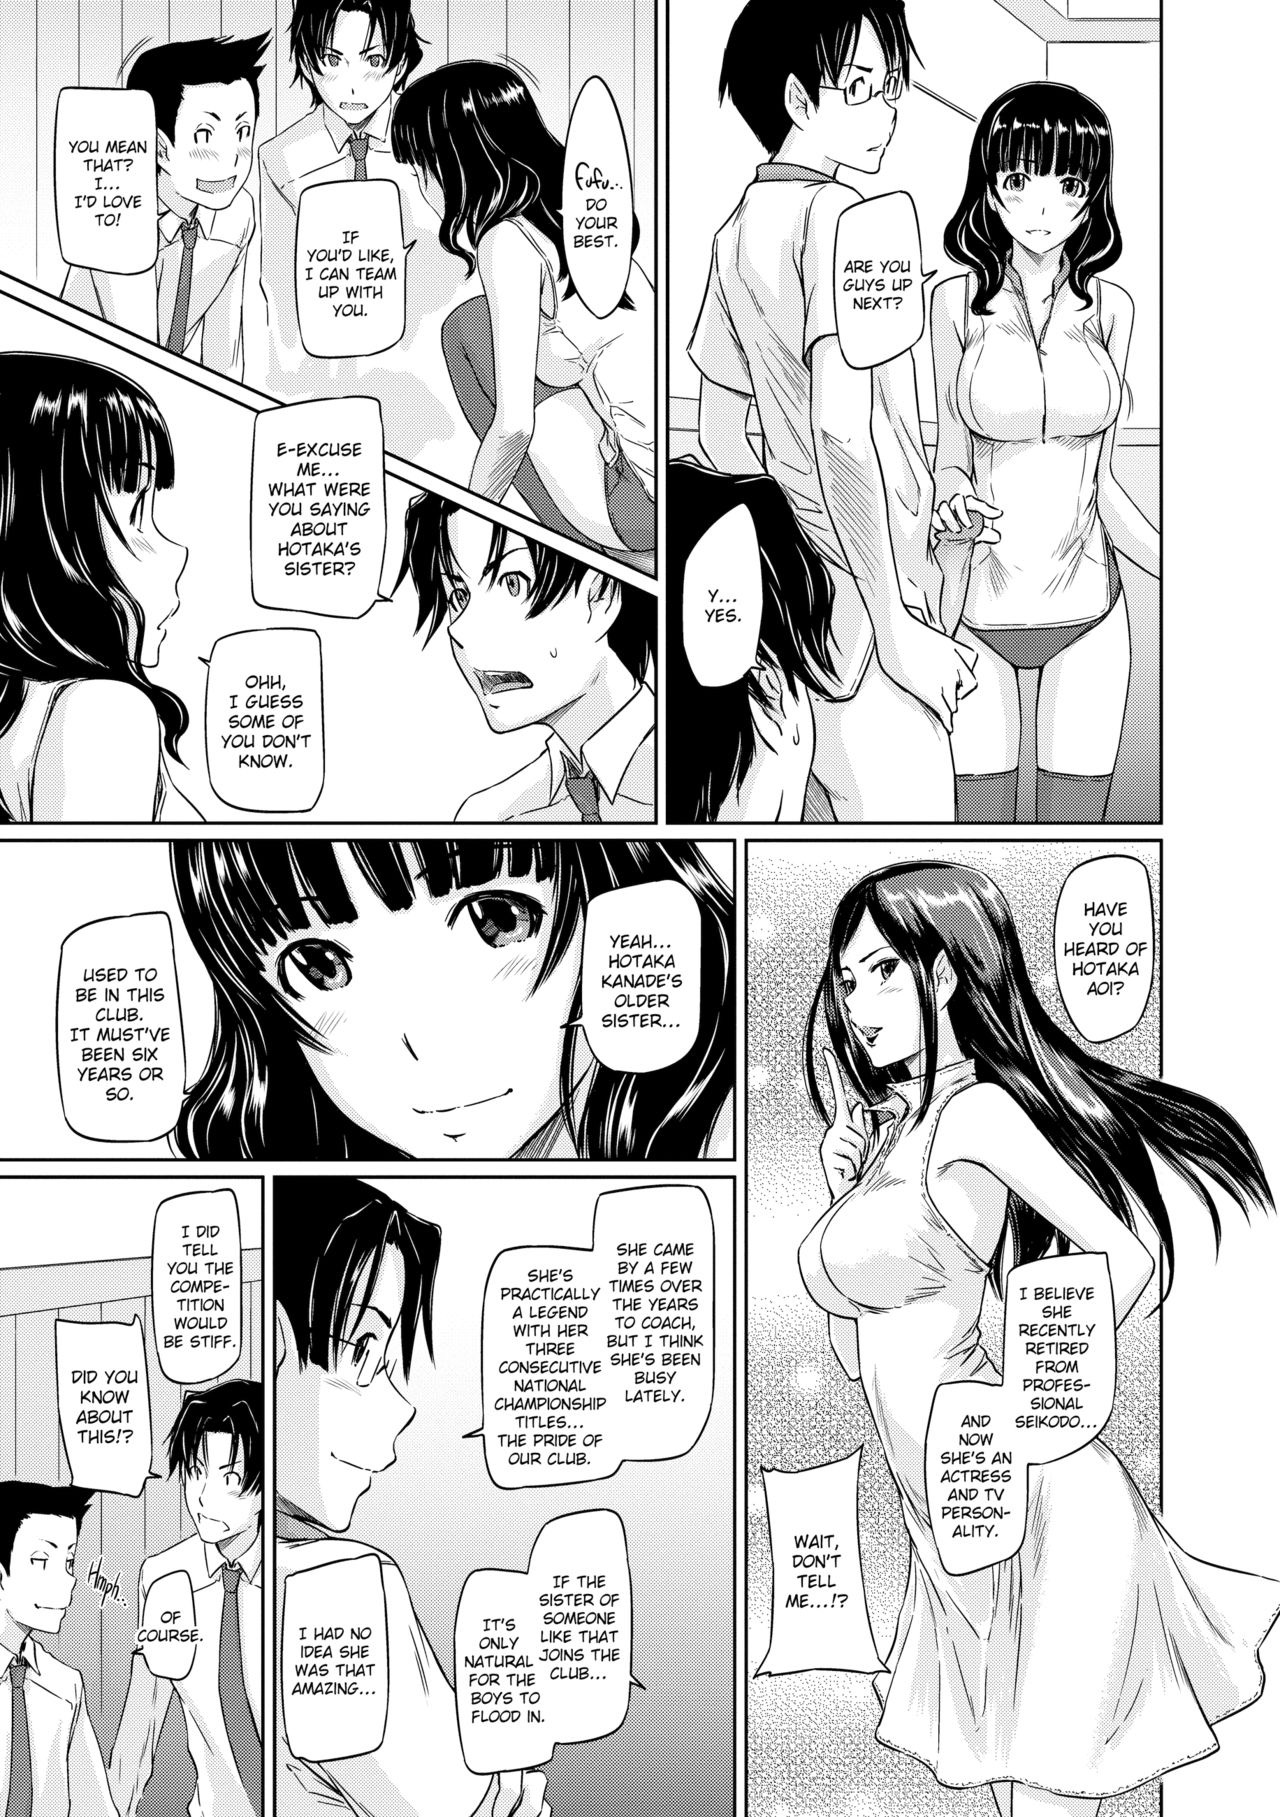 ARE YOU
GUYS UP
NEXT?
Y...
YES.
fufu...
DO
YOUR
BEST.
IF
YOU'D LIKE,
I CAN TEAM
UP WITH
YOU.
YOU MEAN
THAT?
I...
I'D LOVE
TO!
E-EXCUSE
ME...
WHAT WERE
YOU SAYING
ABOUT
HOTAKA'S
SISTER?
OHH,
I GUESS
SOME OF
YOU DON'T
KNOW.
HAVE
YOU
HEARD OF
HOTAKA
AOI?
I BELIEVE
SHE
RECENTLY
RETIRED
FROM
PROFES-
SIONAL
SEIKODO...
AND
NOW
SHE'S AN
ACTRESS
AND TV
PERSON-
ALITY.
WAIT,
DON'T
TELL
ME...!?
YEAH...
HOTAKA
KANADE'S
OLDER
SISTER...
USED TO
BE IN THIS
CLUB.
IT MUST'VE
BEEN SIX
YEARS OR
SO.
SHE CAME
BY A FEW
TIMES OVER
THE YEARS
TO COACH,
BUT I THINK
SHE'S BEEN
BUSY
LATELY.
SHE'S
PRACTICALLY
A LEGEND
WITH HER
THREE
CONSECUTIVE
NATIONAL
CHAMPIONSHIP
TITLES...
THE PRIDE OF
OUR CLUB.
IF THE
SISTER OF
SOMEONE
LIKE THAT
JOINS THE
CLUB...
IT'S
ONLY
NATURAL
FOR THE
BOYS TO
FLOOD IN.
I HAD NO
IDEA SHE
WAS THAT
AMAZING...
I DID
TELL
YOU THE
COMPE-
TITION
WOULD
BE STIFF.
DID YOU
KNOW
ABOUT
THIS!?
Hmph...
OF
COURSE.